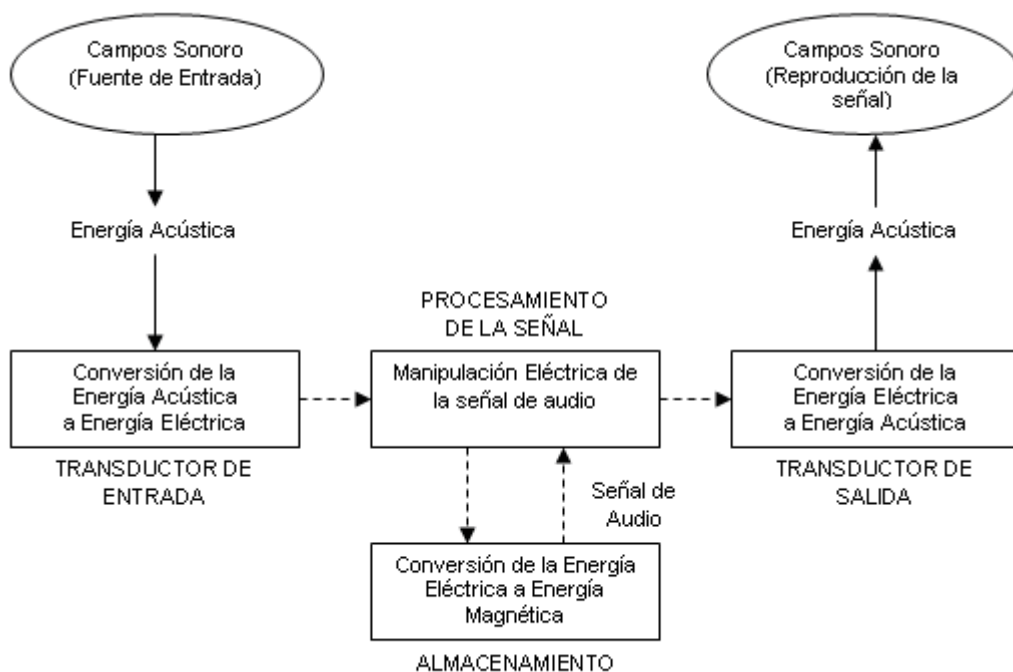 Campos Sonoro
(Fuente de Entrada)
Campos Sonoro
(Reproducción de la
señal)
Energía Acústica
Energía Acústica
PROCESAMIENTO
DE LA SEÑAL
Conversión de la
Energía Acústica
a Energía Eléctrica
Manipulación Eléctrica de
la señal de audio
Conversión de la
Energía Eléctrica
a Energía Acústica
TRANSDUCTOR DE
ENTRADA
TRANSDUCTOR DE
SALIDA
Señal de
Audio
Conversión de la Energía
Eléctrica a Energía
Magnética
ALMACENAMIENTO